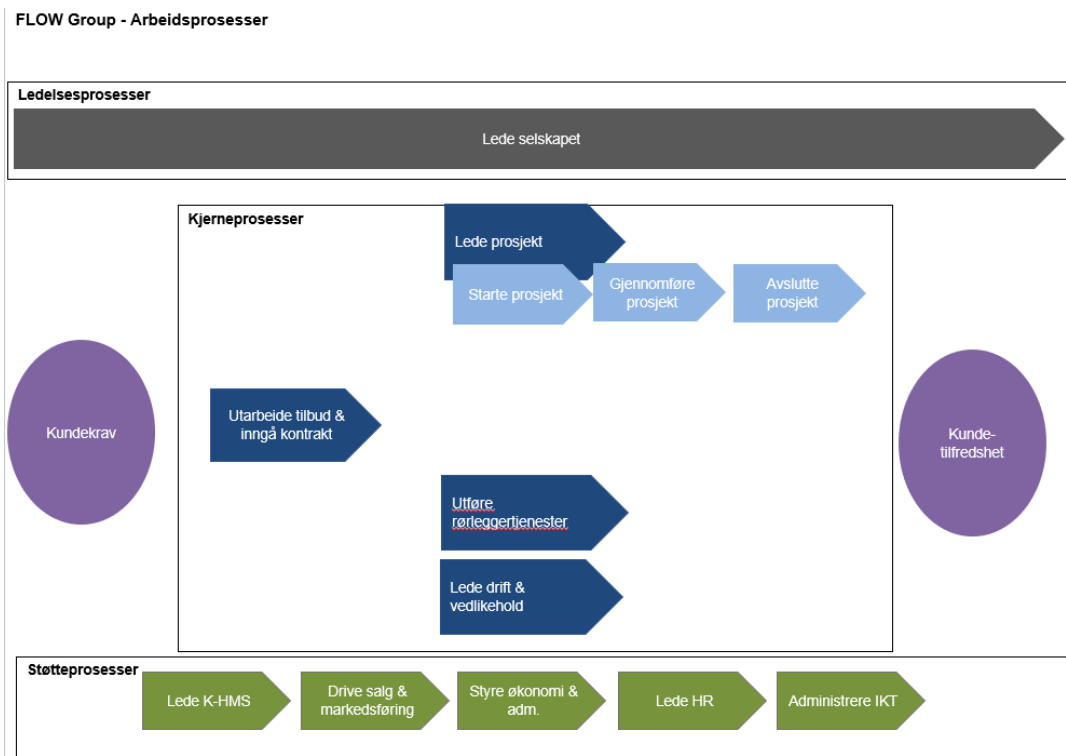 FLOW Group - Arbeidsprosesser
Ledelsesprosesser
Lede selskapet
Kjerneprosesser
Lede prosjekt
Starte prosjekt
Gjennomføre
prosjekt
Avslutte
prosjekt
Kundekrav
Utarbeide tilbud &
inngå kontrakt
Kunde-
tilfredshet
Utføre
rørleggertjenester
Lede drift &
vedlikehold
Støtteprosesser
Lede K-HMS
Drive salg &
markedsføring
Styre økonomi &
adm.
Lede HR
Administrere IKT